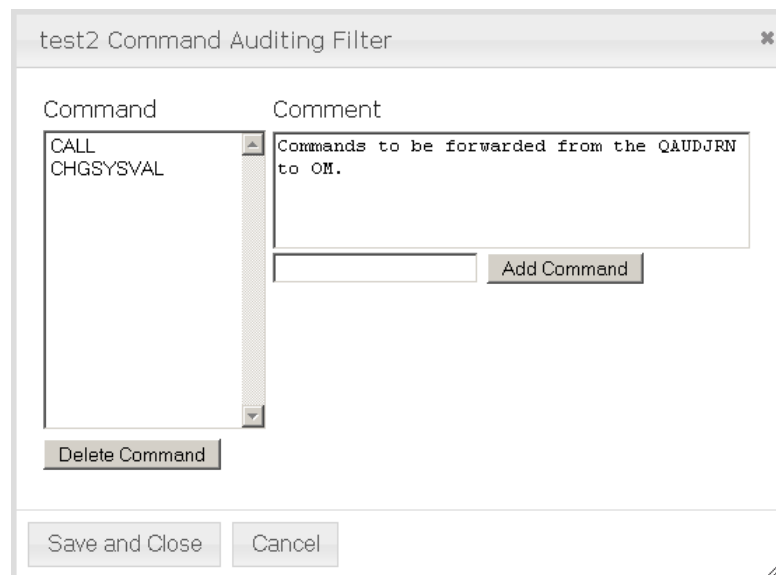 test2 Command Auditing Filter
Command
Comment
CALL
CHGSYSVAL
Commands to be forwarded from the QAUDJRN
to OM.
Add Command
Delete Command
Save and Close
Cancel